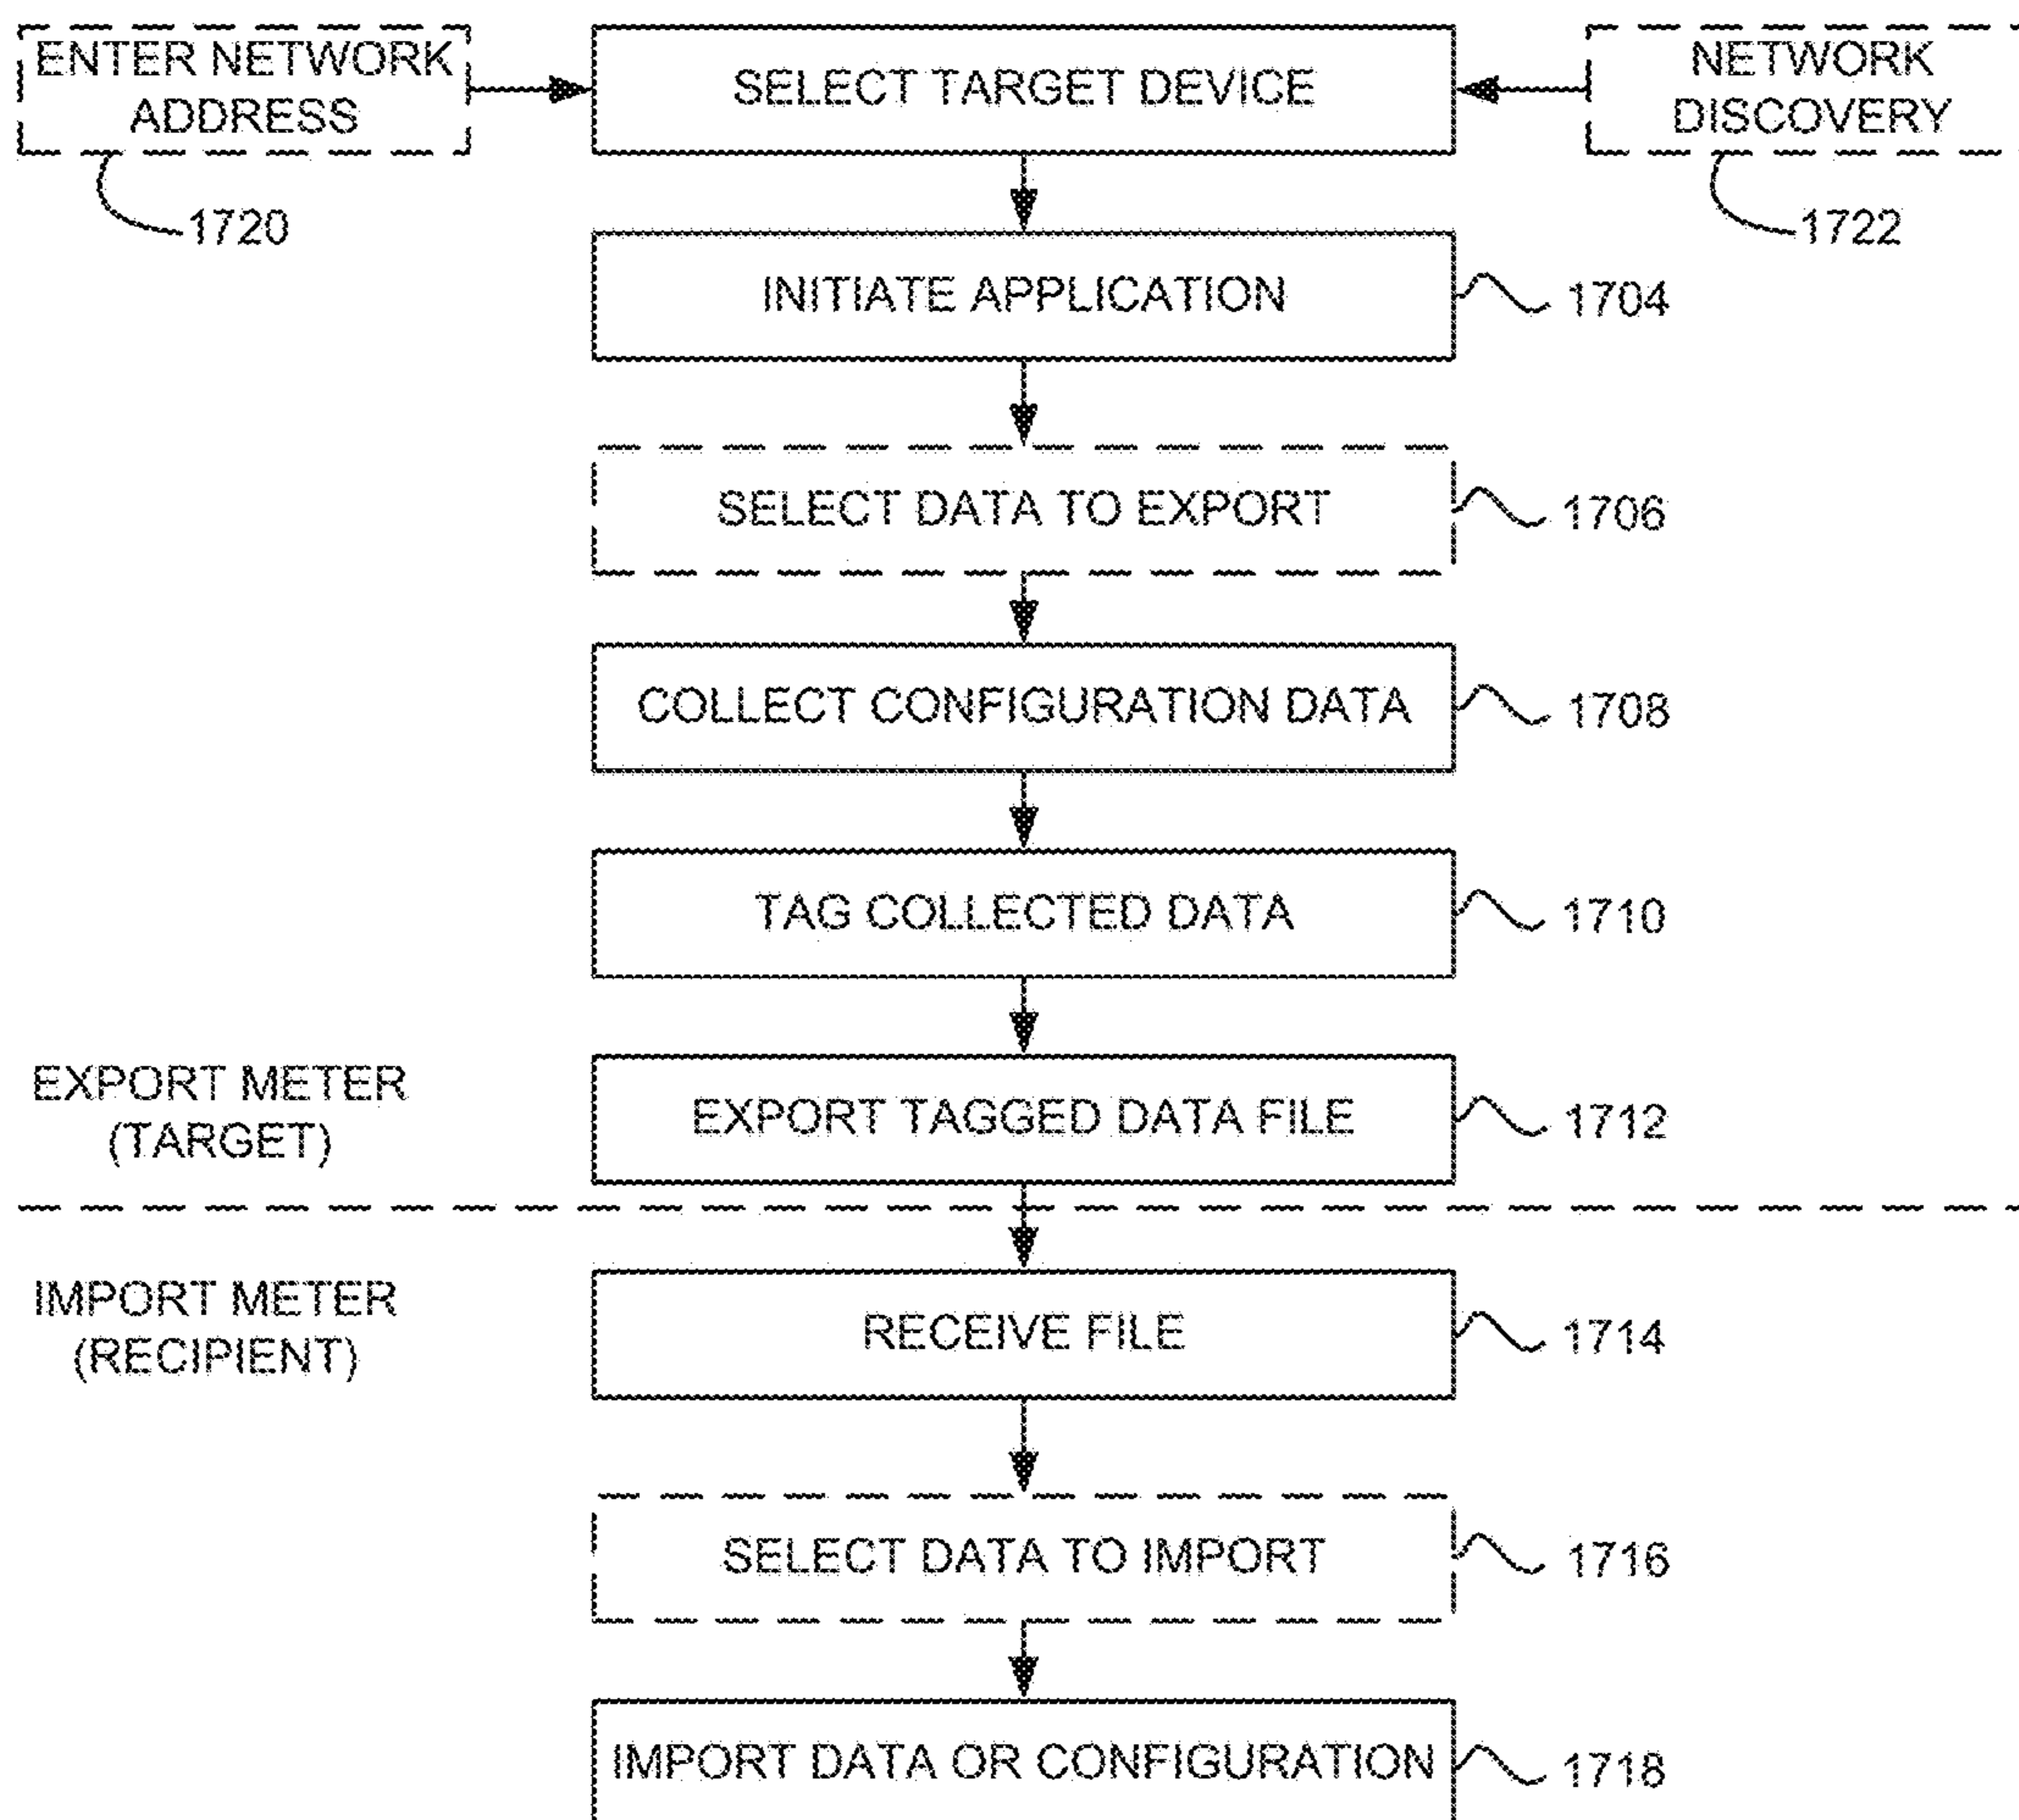 ENTER NETWORK
ADDRESS
SELECT TARGET DEVICE
NETWORK
DISCOVERY
1720
1722
INITIATE APPLICATION
1704
SELECT DATA TO EXPORT
1706
COLLECT CONFIGURATION DATA
1708
TAG COLLECTED DATA
1710
EXPORT METER
(TARGET)
EXPORT TAGGED DATA FILE
1712
IMPORT METER
(RECIPIENT)
RECEIVE FILE
1714
SELECT DATA TO IMPORT
1716
IMPORT DATA OR CONFIGURATION
1718